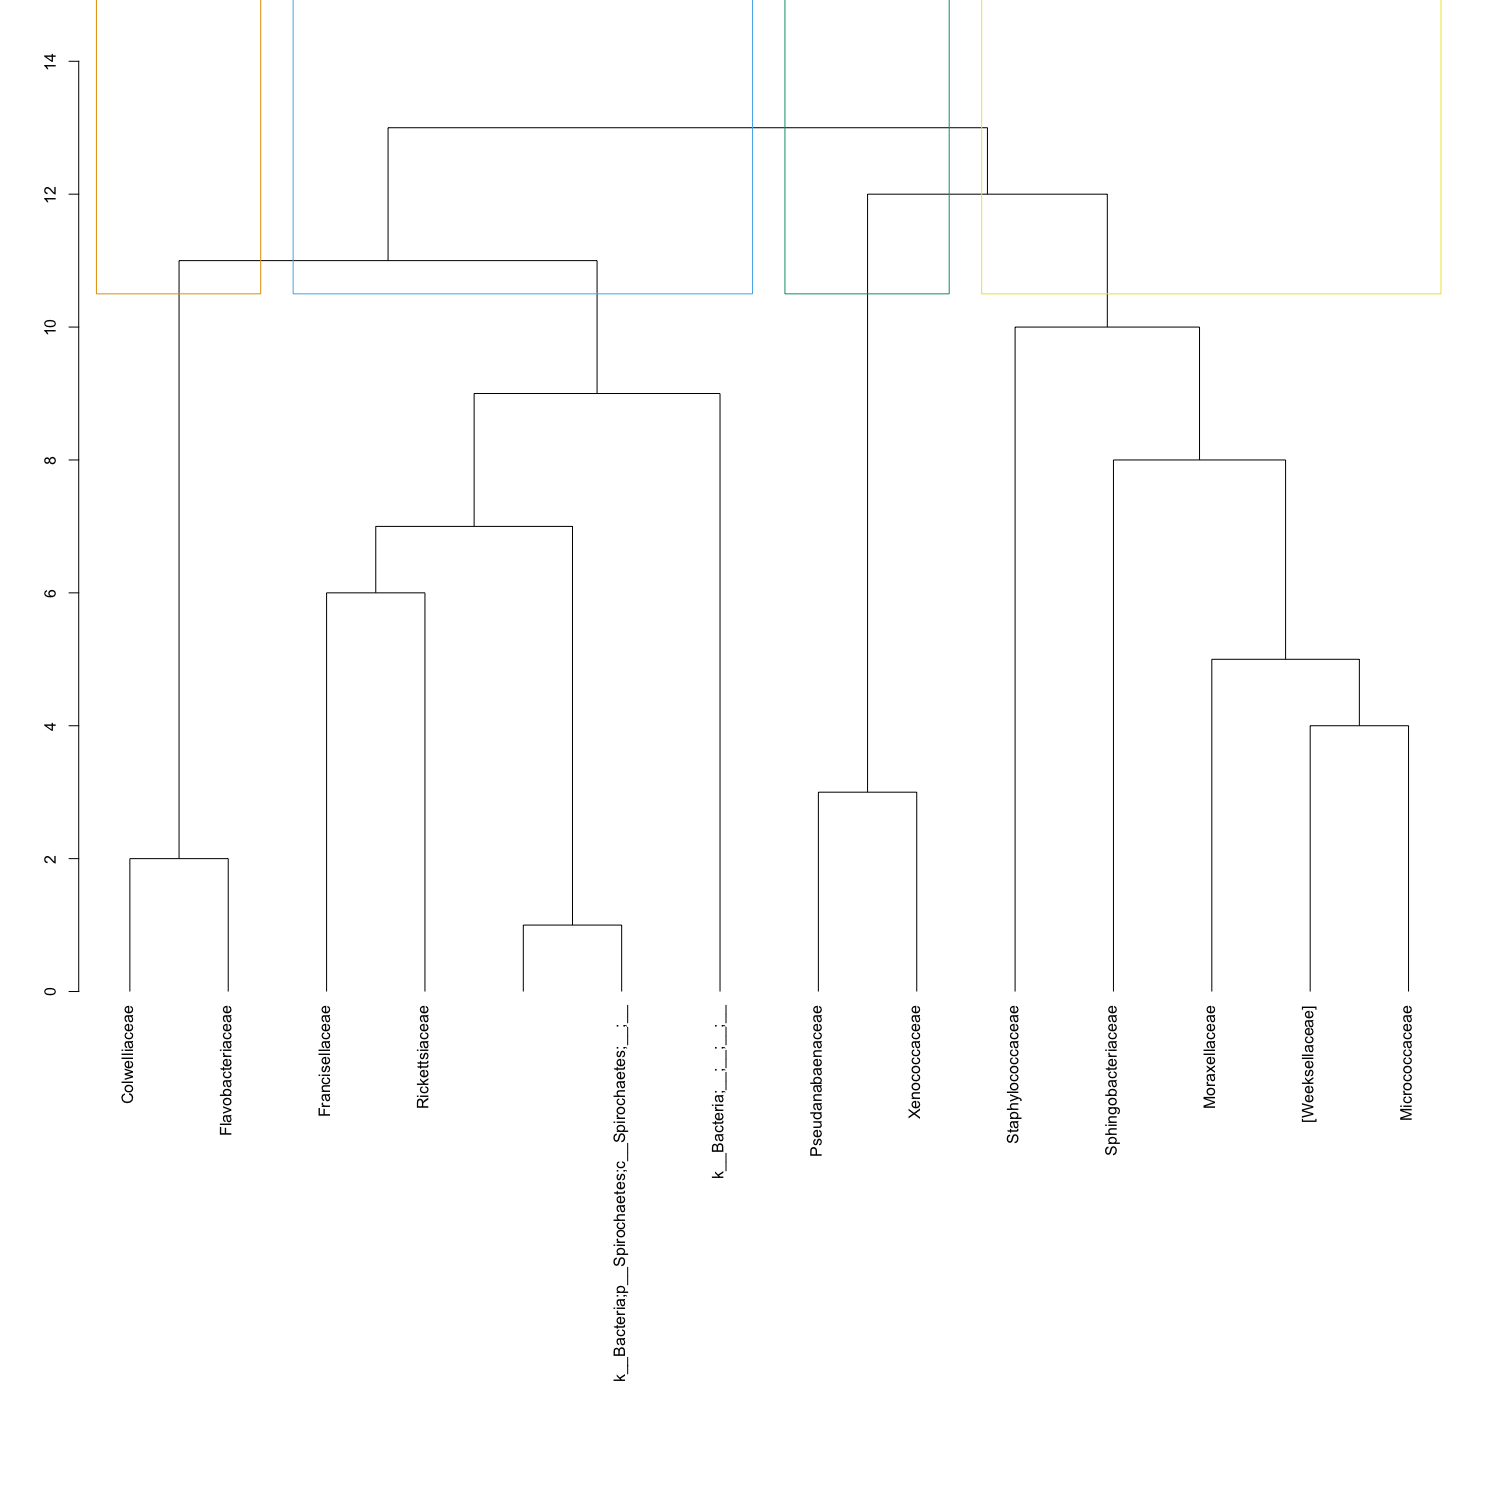 14
12
10
8
6
4
2
0
Colwelliaceae
Flavobacteriaceae
Francisellaceae
Rickettsiaceae
k__Bacteria;p__Spirochaetes;c__Spirochaetes;__;__
k__Bacteria;__;__;__;__
Pseudanabaenaceae
Xenococcaceae
Staphylococcaceae
Sphingobacteriaceae
Moraxellaceae
[Weeksellaceae]
Micrococcaceae